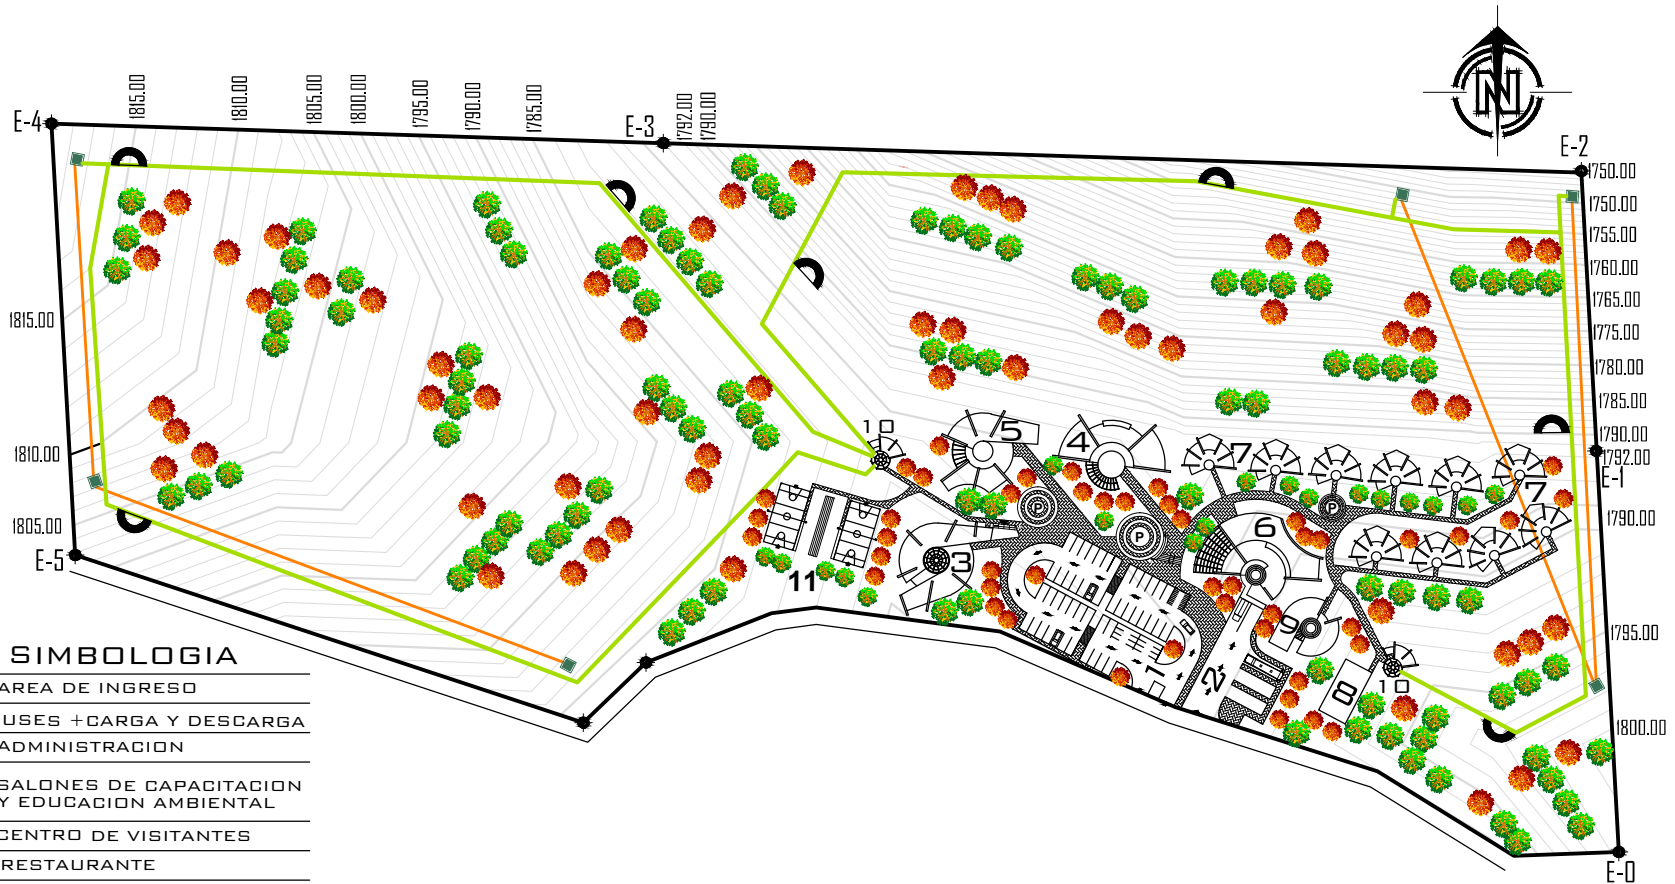 N
E-4
1815.00
1810.00
1805.00
1800.00
1795.00
1790.00
1785.00
E-3
1792.00
1790.00
E-2
1750.00
1750.00
1755.00
1760.00
1765.00
1775.00
1780.00
1785.00
1790.00
1792.00
E-1
1790.00
1795.00
1800.00
E-0
1815.00
1810.00
1805.00
E-5
10
5
4
7
7
P
P
P
6
3
11
9
1
2
8
10
SIMBOLOGIA
AREA DE INGRESO
USES +CARGA Y DESCARGA
ADMINISTRACION
SALONES DE CAPACITACION
Y EDUCACION AMBIENTAL
CENTRO DE VISITANTES
RESTAURANTE